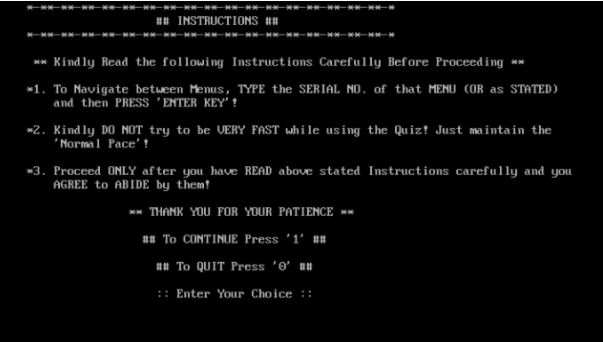 *-**-**-**-**-**-**-**-**-**-**-**-**-**-**-**-**-**-*
## INSTRUCTIONS ##
*-**-**-**-**-**-**-**-**-**-**-**-**-**-**-**-**-**-*
** Kindly Read the following Instructions Carefully Before Proceeding **
*1. To Navigate between Menus, TYPE the SERIAL NO. of that MENU (OR as STATED)
and then PRESS 'ENTER KEY'!
*2. Kindly DO NOT try to be VERY FAST while using the Quiz! Just maintain the
'Normal Pace'!
*3. Proceed ONLY after you have READ above stated Instructions carefully and you
AGREE to ABIDE by them!
** THANK YOU FOR YOUR PATIENCE **
## To CONTINUE Press '1' ##
## To QUIT Press '0' ##
:: Enter Your Choice ::